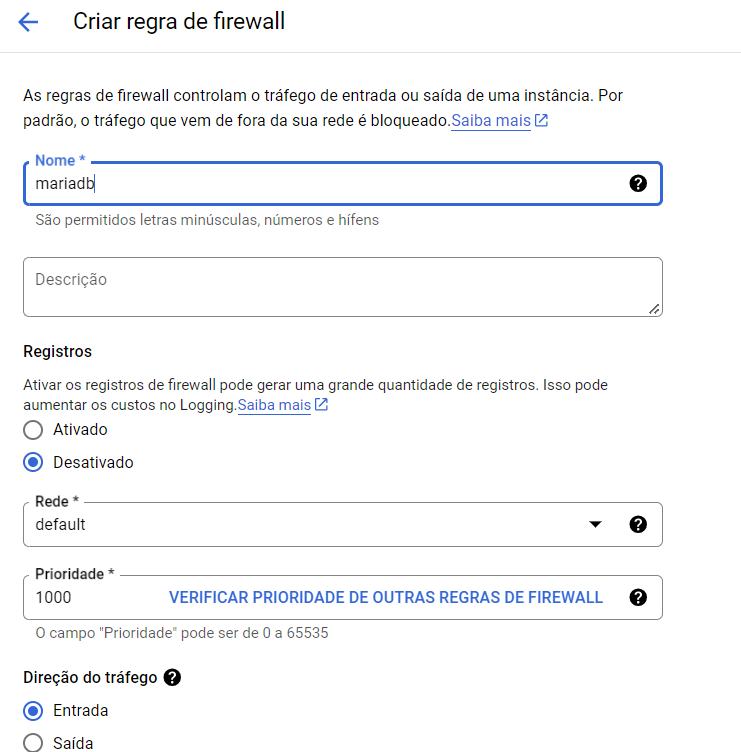 Criar regra de firewall
As regras de firewall controlam o tráfego de entrada ou saída de uma instância. Por
padrão, o tráfego que vem de fora da sua rede é bloqueado.Saiba mais
Nome *
mariadb
São permitidos letras minúsculas, números e hífens
Descrição
Registros
Ativar os registros de firewall pode gerar uma grande quantidade de registros. Isso pode
aumentar os custos no Logging.Saiba mais
Ativado
Desativado
Rede *
default
Prioridade *
1000 VERIFICAR PRIORIDADE DE OUTRAS REGRAS DE FIREWALL
O campo "Prioridade" pode ser de 0 a 65535
Direção do tráfego
Entrada
Saída